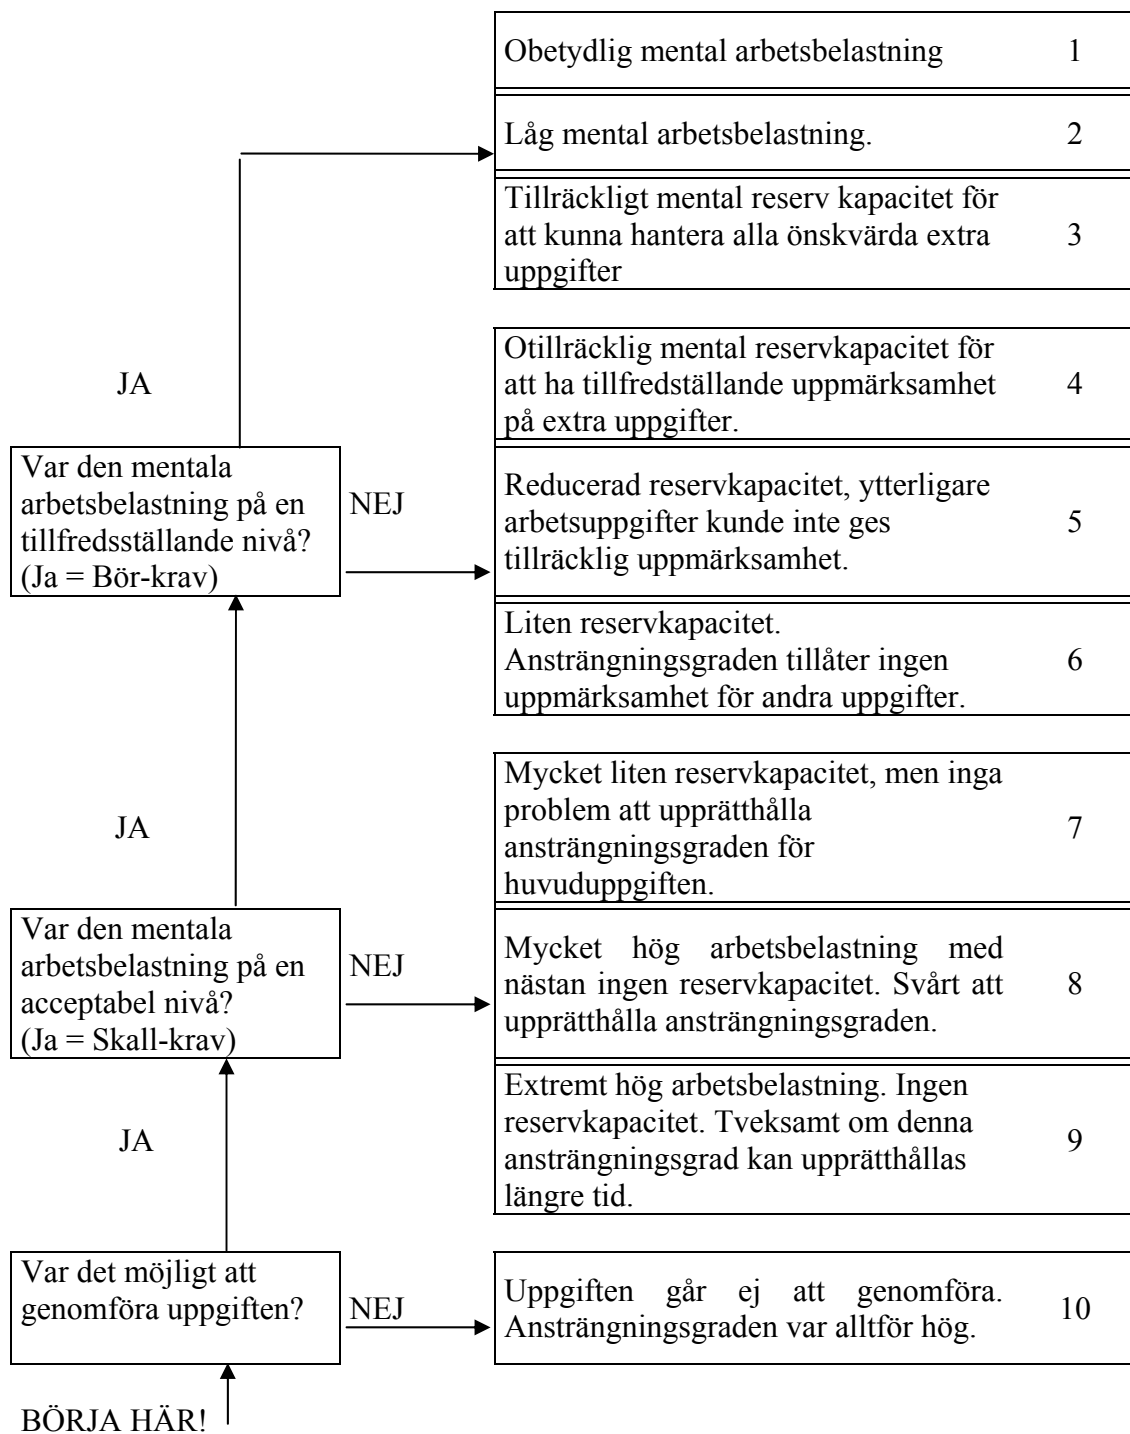 Obetydlig mental arbetsbelastning 1
Låg mental arbetsbelastning. 2
Tillräckligt mental reserv kapacitet för
att kunna hantera alla önskvärda extra 3
uppgifter
JA
Otillräcklig mental reservkapacitet för
att ha tillfredställande uppmärksamhet 4
på extra uppgifter.
Var den mentala
arbetsbelastning på en
tillfredsställande nivå?
(Ja = Bör-krav)
NEJ
Reducerad reservkapacitet, ytterligare
arbetsuppgifter kunde inte ges 5
tillräcklig uppmärksamhet.
Liten reservkapacitet.
Ansträngningsgraden tillåter ingen 6
uppmärksamhet för andra uppgifter.
JA
Mycket liten reservkapacitet, men inga
problem att upprätthålla 7
ansträngningsgraden för
huvuduppgiften.
Var den mentala
arbetsbelastning på en
acceptabel nivå?
(Ja = Skall-krav)
NEJ
Mycket hög arbetsbelastning med
nästan ingen reservkapacitet. Svårt att 8
upprätthålla ansträngningsgraden.
JA
Extremt hög arbetsbelastning. Ingen
reservkapacitet. Tveksamt om denna 9
ansträngningsgrad kan upprätthållas
längre tid.
Var det möjligt att
genomföra uppgiften?
NEJ
Uppgiften går ej att genomföra. 10
Ansträngningsgraden var alltför hög.
BÖRJA HÄR!